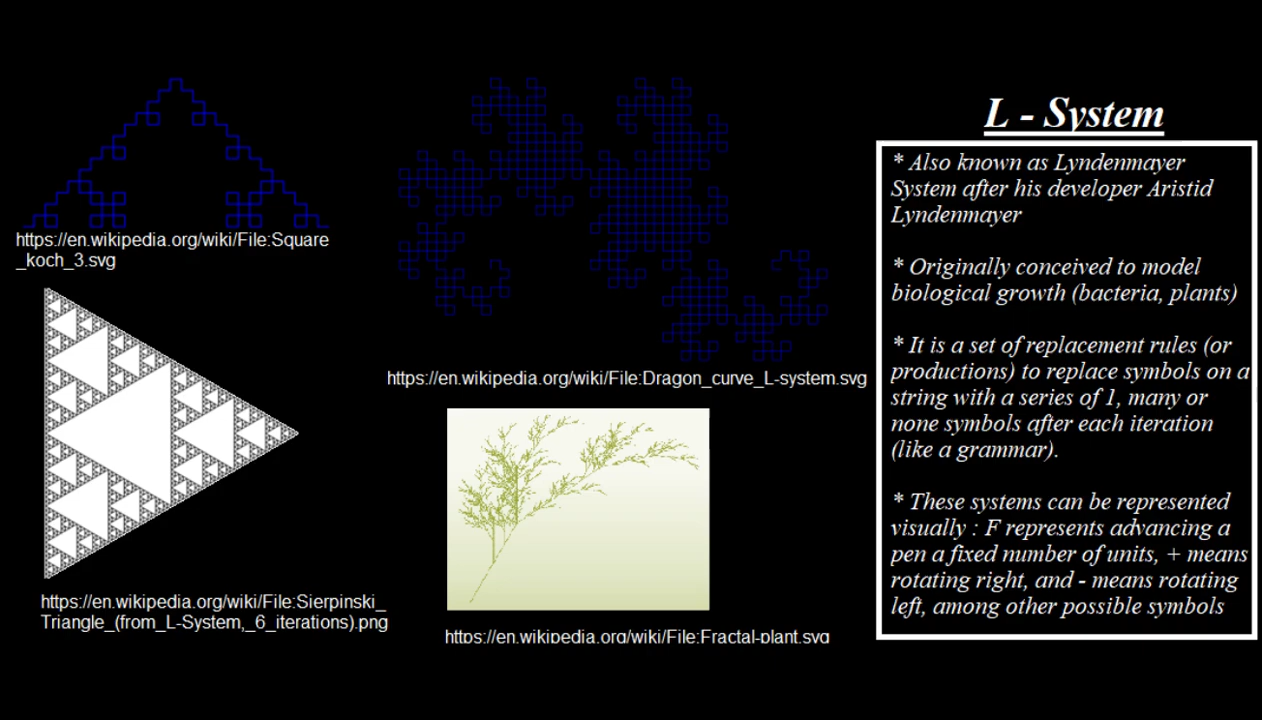 https://en.wikipedia.org/wiki/File:Square
_koch_3.svg
https://en.wikipedia.org/wiki/File:Dragon_curve_L-system.svg
https://en.wikipedia.org/wiki/File:Sierpinski_
Triangle_(from_L-System,_6_iterations).png
https://en.wikipedia.org/wiki/File:Fractal-plant.svg
L - System
* Also known as Lyndenmayer
System after his developer Aristid
Lyndenmayer
* Originally conceived to model
biological growth (bacteria, plants)
* It is a set of replacement rules (or
productions) to replace symbols on a
string with a series of 1, many or
none symbols after each iteration
(like a grammar).
* These systems can be represented
visually : F represents advancing a
pen a fixed number of units, + means
rotating right, and - means rotating
left, among other possible symbols